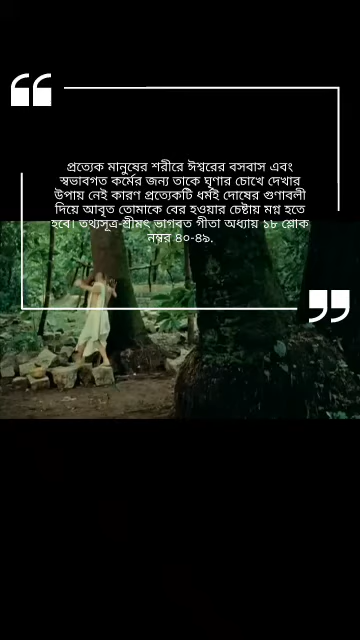 প্রত্যেক মানুষের শরীরে ঈশ্বরের বসবাস এবং
স্বভাবগত কর্মের জন্য তাকে ঘৃণার চোখে দেখার
উপায় নেই কারণ প্রত্যেকটি ধর্মই দোষের গুণাবলী
দিয়ে আবৃত তোমাকে বের হওয়ার চেষ্টায় মগ্ন হতে
হবে। তথ্যসূত্র-শ্রীমৎ ভাগবত গীতা অধ্যায় ১৮ শ্লোক
নম্বর ৪০-৪৯.